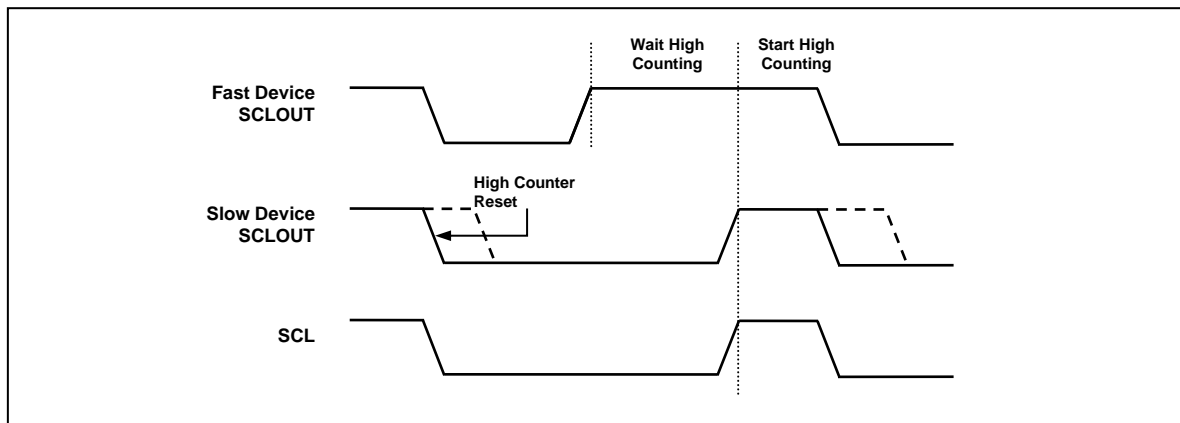 Wait High
Counting
Start High
Counting
Fast Device
SCLOUT
High Counter
Reset
Slow Device
SCLOUT
SCL